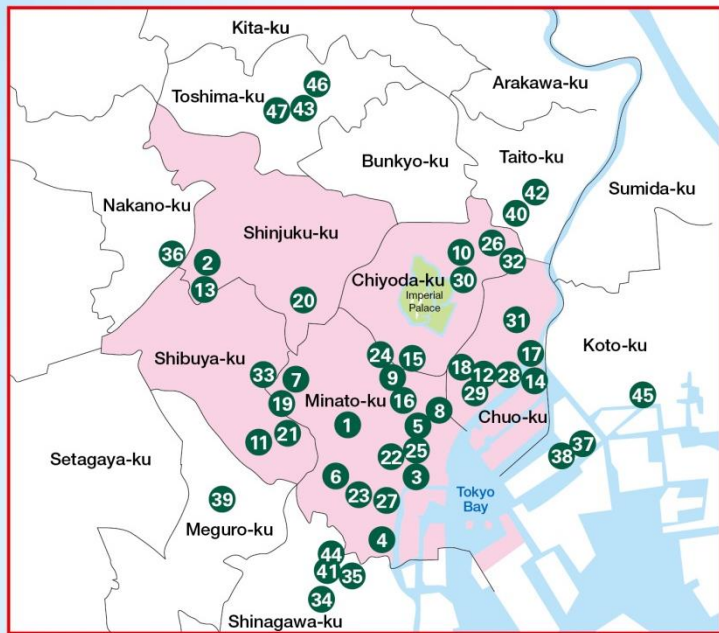 Kita-ku
46
Toshima-ku
47
43
Arakawa-ku
Bunkyo-ku
Taito-ku
42
Sumida-ku
40
Nakano-ku
36
2
13
Shinjuku-ku
20
10
26
32
Chiyoda-ku
30
Imperial
Palace
31
Koto-ku
Shibuya-ku
33
7
19
24
15
9
16
18
12
28
17
14
29
45
Minato-ku
8
Chuo-ku
1
5
11
21
22
25
3
37
38
Setagaya-ku
6
23
27
Tokyo
Bay
39
Meguro-ku
4
44
41
35
34
Shinagawa-ku